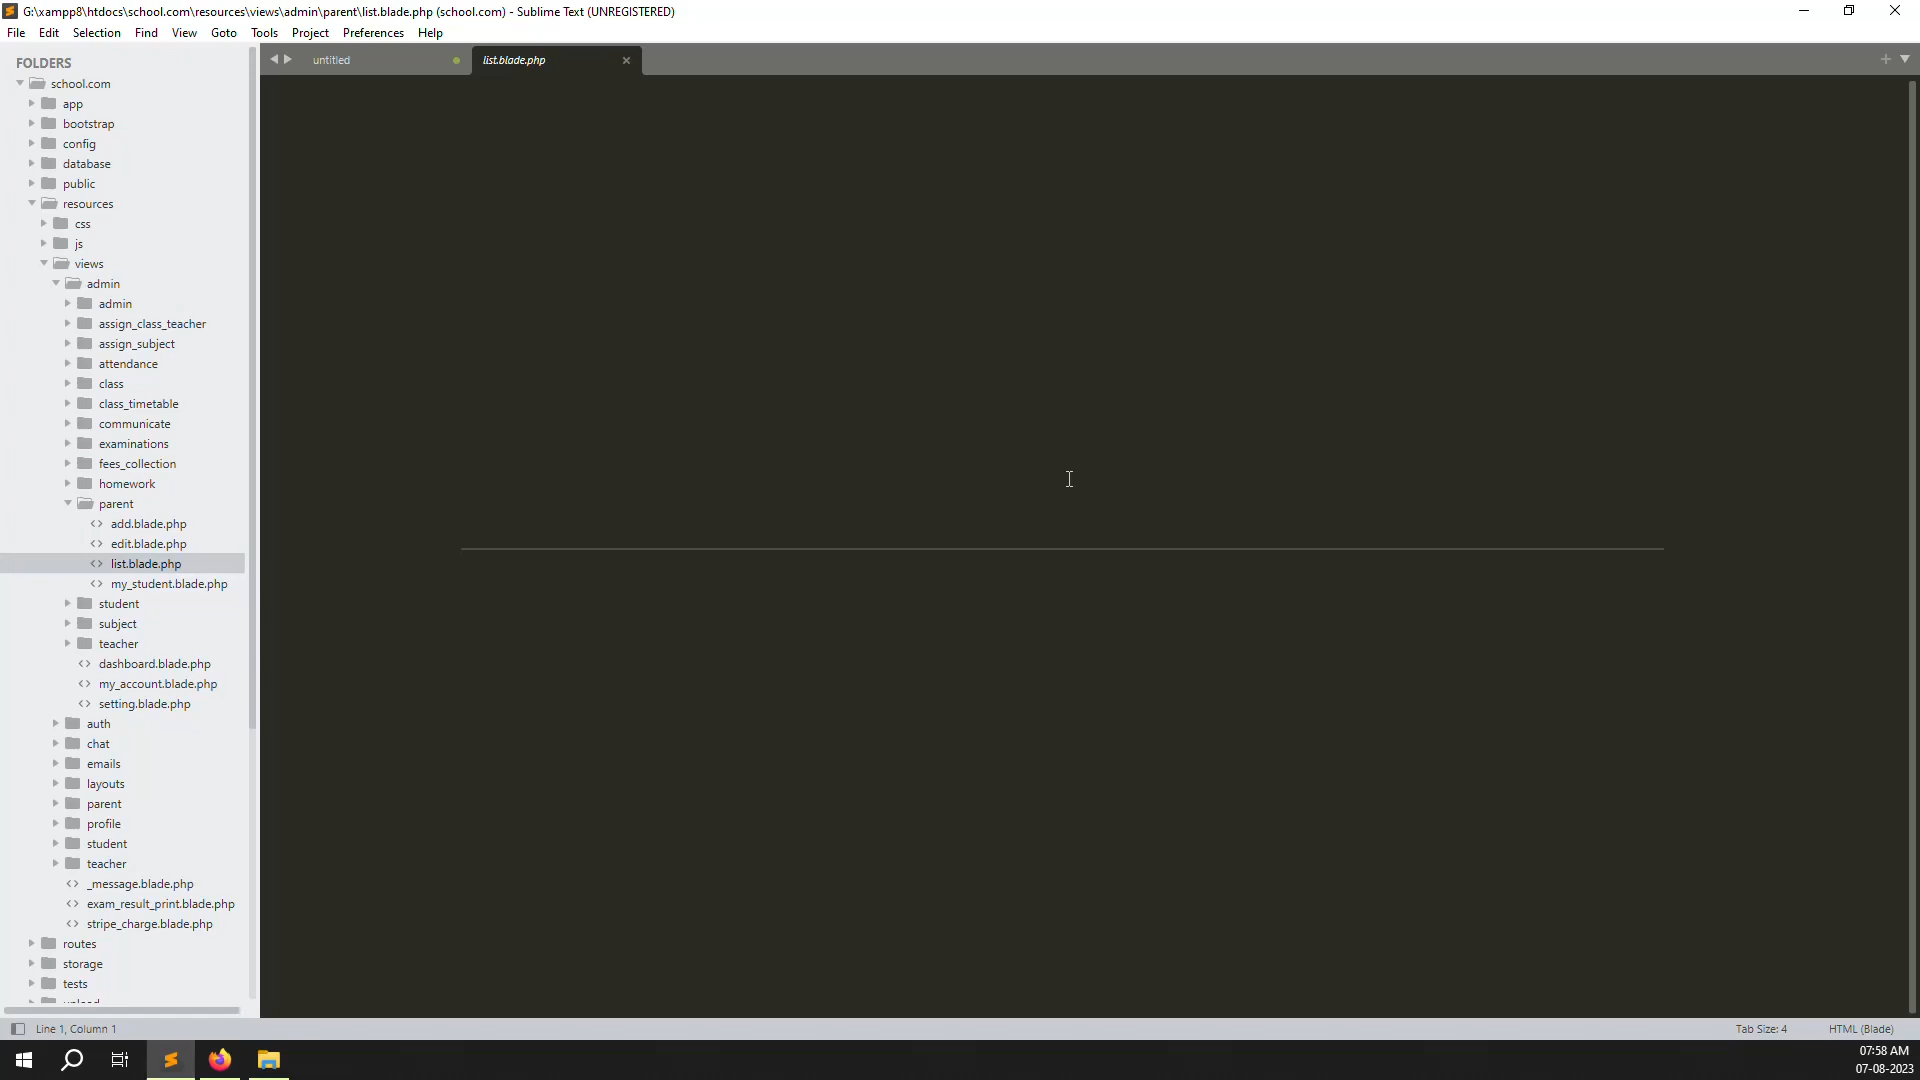 G:\xampp8\htdocs\school.com\resources\views\admin\parent\list.blade.php (school.com) - Sublime Text (UNREGISTERED)
File Edit Selection Find View Goto Tools Project Preferences Help
FOLDERS
untitled
list.blade.php
school.com
app
bootstrap
config
database
public
resources
css
js
views
admin
admin
assign_class_teacher
assign_subject
attendance
class
class_timetable
communicate
examinations
fees_collection
homework
parent
add.blade.php
edit.blade.php
list.blade.php
my_student.blade.php
student
subject
teacher
dashboard.blade.php
my_account.blade.php
setting.blade.php
auth
chat
emails
layouts
parent
profile
student
teacher
_message.blade.php
exam_result_print.blade.php
stripe_charge.blade.php
routes
storage
tests
Line 1, Column 1
Tab Size: 4
HTML (Blade)
07:58 AM
07-08-2023